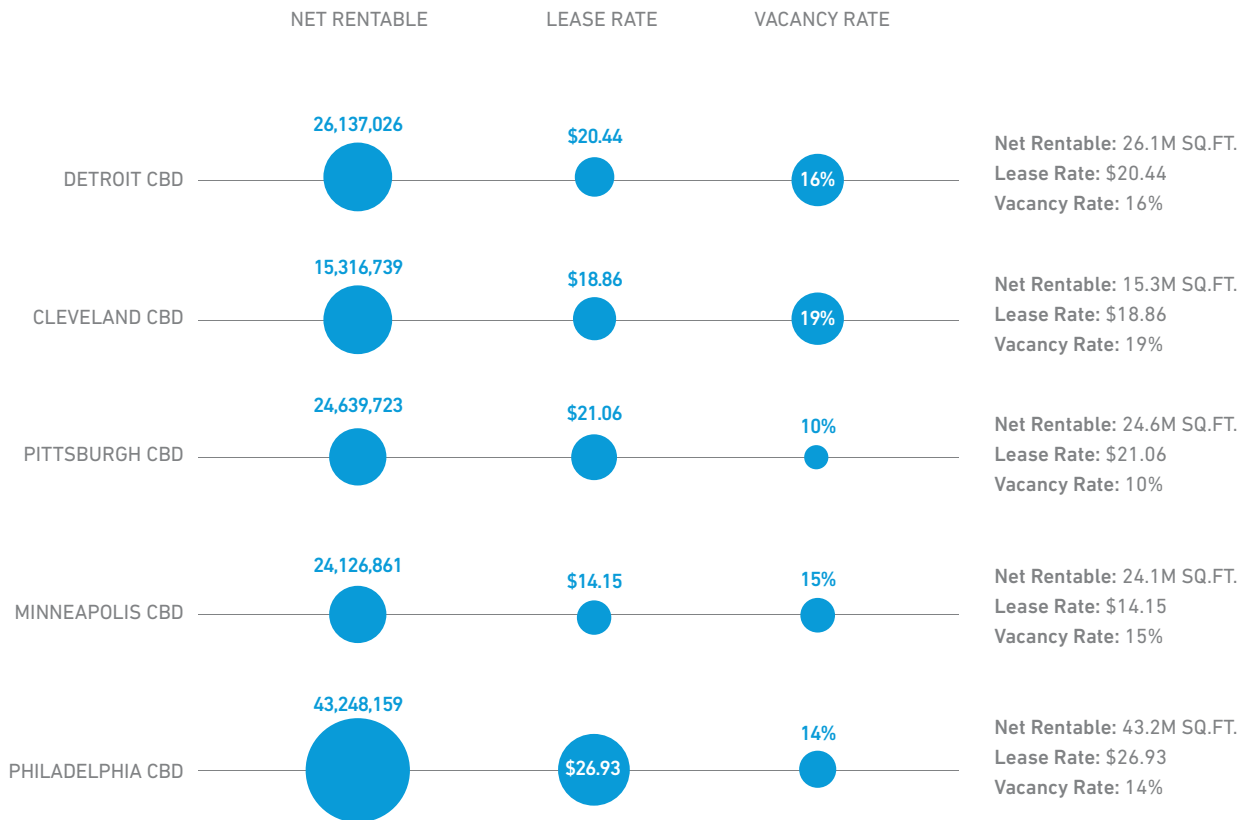 NET RENTABLE LEASE RATE VACANCY RATE
DETROIT CBD
26,137,026
$20.44
16%
Net Rentable: 26.1M SQ.FT.
Lease Rate: $20.44
Vacancy Rate: 16%
CLEVELAND CBD
15,316,739
$18.86
19%
Net Rentable: 15.3M SQ.FT.
Lease Rate: $18.86
Vacancy Rate: 19%
PITTSBURGH CBD
24,639,723
$21.06
10%
Net Rentable: 24.6M SQ.FT.
Lease Rate: $21.06
Vacancy Rate: 10%
MINNEAPOLIS CBD
24,126,861
$14.15
15%
Net Rentable: 24.1M SQ.FT.
Lease Rate: $14.15
Vacancy Rate: 15%
PHILADELPHIA CBD
43,248,159
$26.93
14%
Net Rentable: 43.2M SQ.FT.
Lease Rate: $26.93
Vacancy Rate: 14%